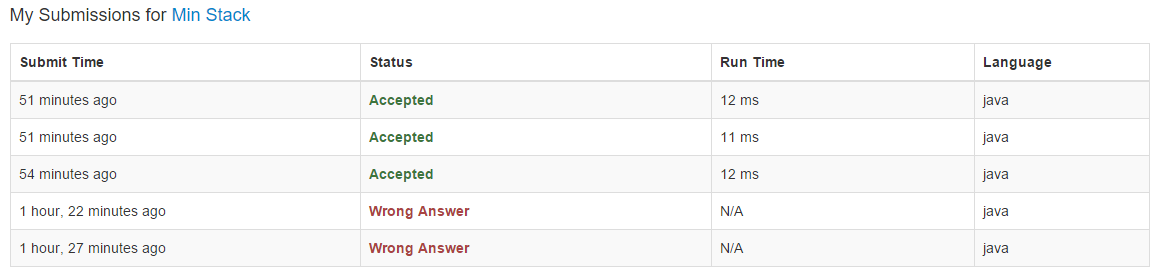 My Submissions for Min Stack
Submit Time Status Run Time Language
51 minutes ago Accepted 12 ms java
51 minutes ago Accepted 11 ms java
54 minutes ago Accepted 12 ms java
1 hour, 22 minutes ago Wrong Answer N/A java
1 hour, 27 minutes ago Wrong Answer N/A java